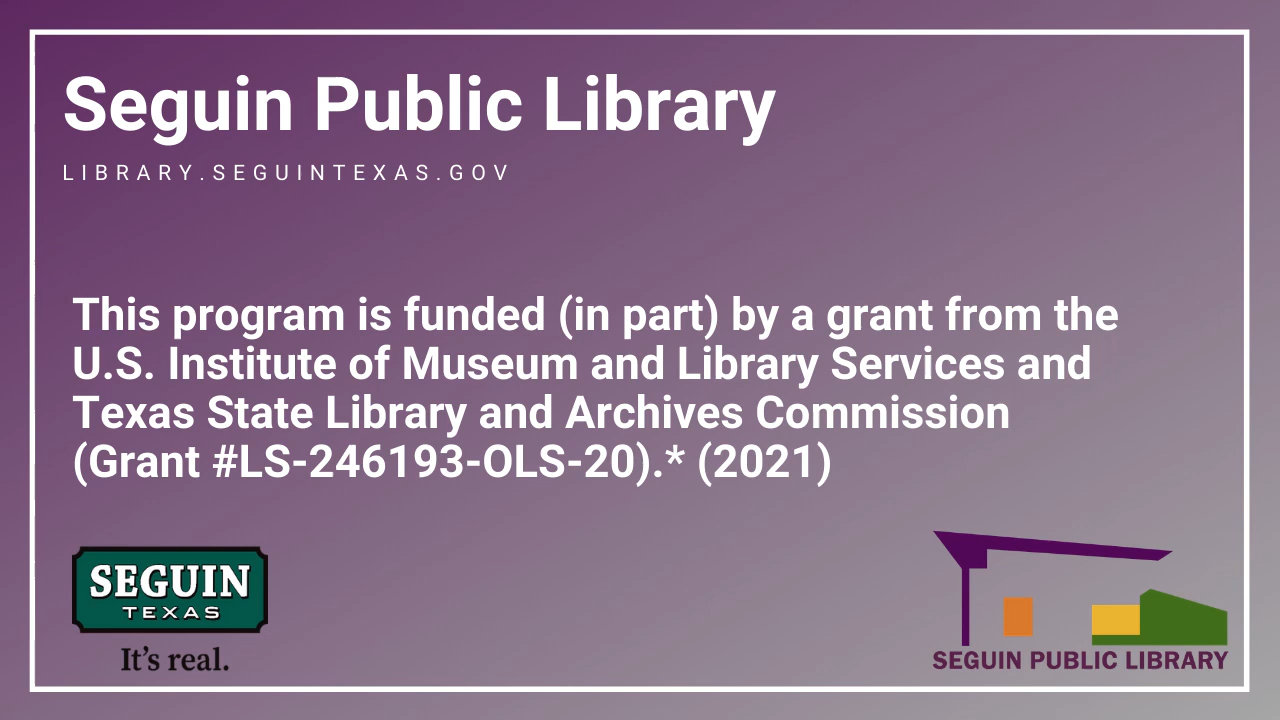 Seguin Public Library
LIBRARY.SEGUINTEXAS.GOV
This program is funded (in part) by a grant from the
U.S. Institute of Museum and Library Services and
Texas State Library and Archives Commission
(Grant #LS-246193-OLS-20).* (2021)
SEGUIN
TEXAS
It's real.
SEGUIN PUBLIC LIBRARY